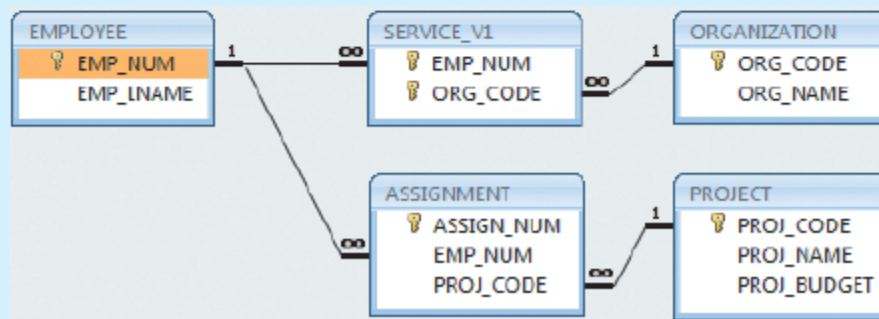 EMPLOYEE
EMP_NUM
EMP_LNAME
1
∞
SERVICE_V1
EMP_NUM
ORG_CODE
∞
1
ORGANIZATION
ORG_CODE
ORG_NAME
∞
ASSIGNMENT
ASSIGN_NUM
EMP_NUM
PROJ_CODE
∞
1
PROJECT
PROJ_CODE
PROJ_NAME
PROJ_BUDGET